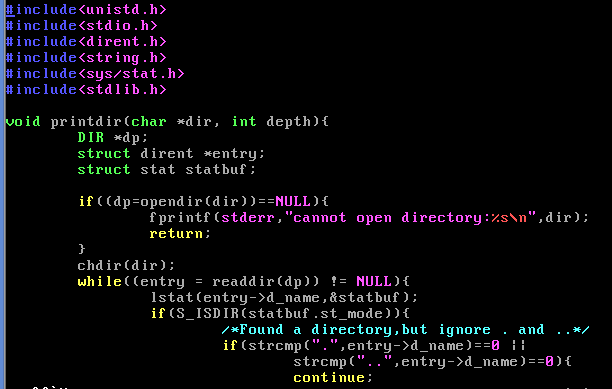 #include<unistd.h>
#include<stdio.h>
#include<dirent.h>
#include<string.h>
#include<sys/stat.h>
#include<stdlib.h>
void printdir(char *dir, int depth){
DIR *dp;
struct dirent *entry;
struct stat statbuf;
if((dp=opendir(dir))==NULL){
fprintf(stderr,"cannot open directory:%s\n",dir);
return;
}
chdir(dir);
while((entry = readdir(dp)) != NULL){
lstat(entry->d_name,&statbuf);
if(S_ISDIR(statbuf.st_mode)){
/*Found a directory,but ignore . and ..*/
if(strcmp(".",entry->d_name)==0 ||
strcmp("..",entry->d_name)==0){
continue;